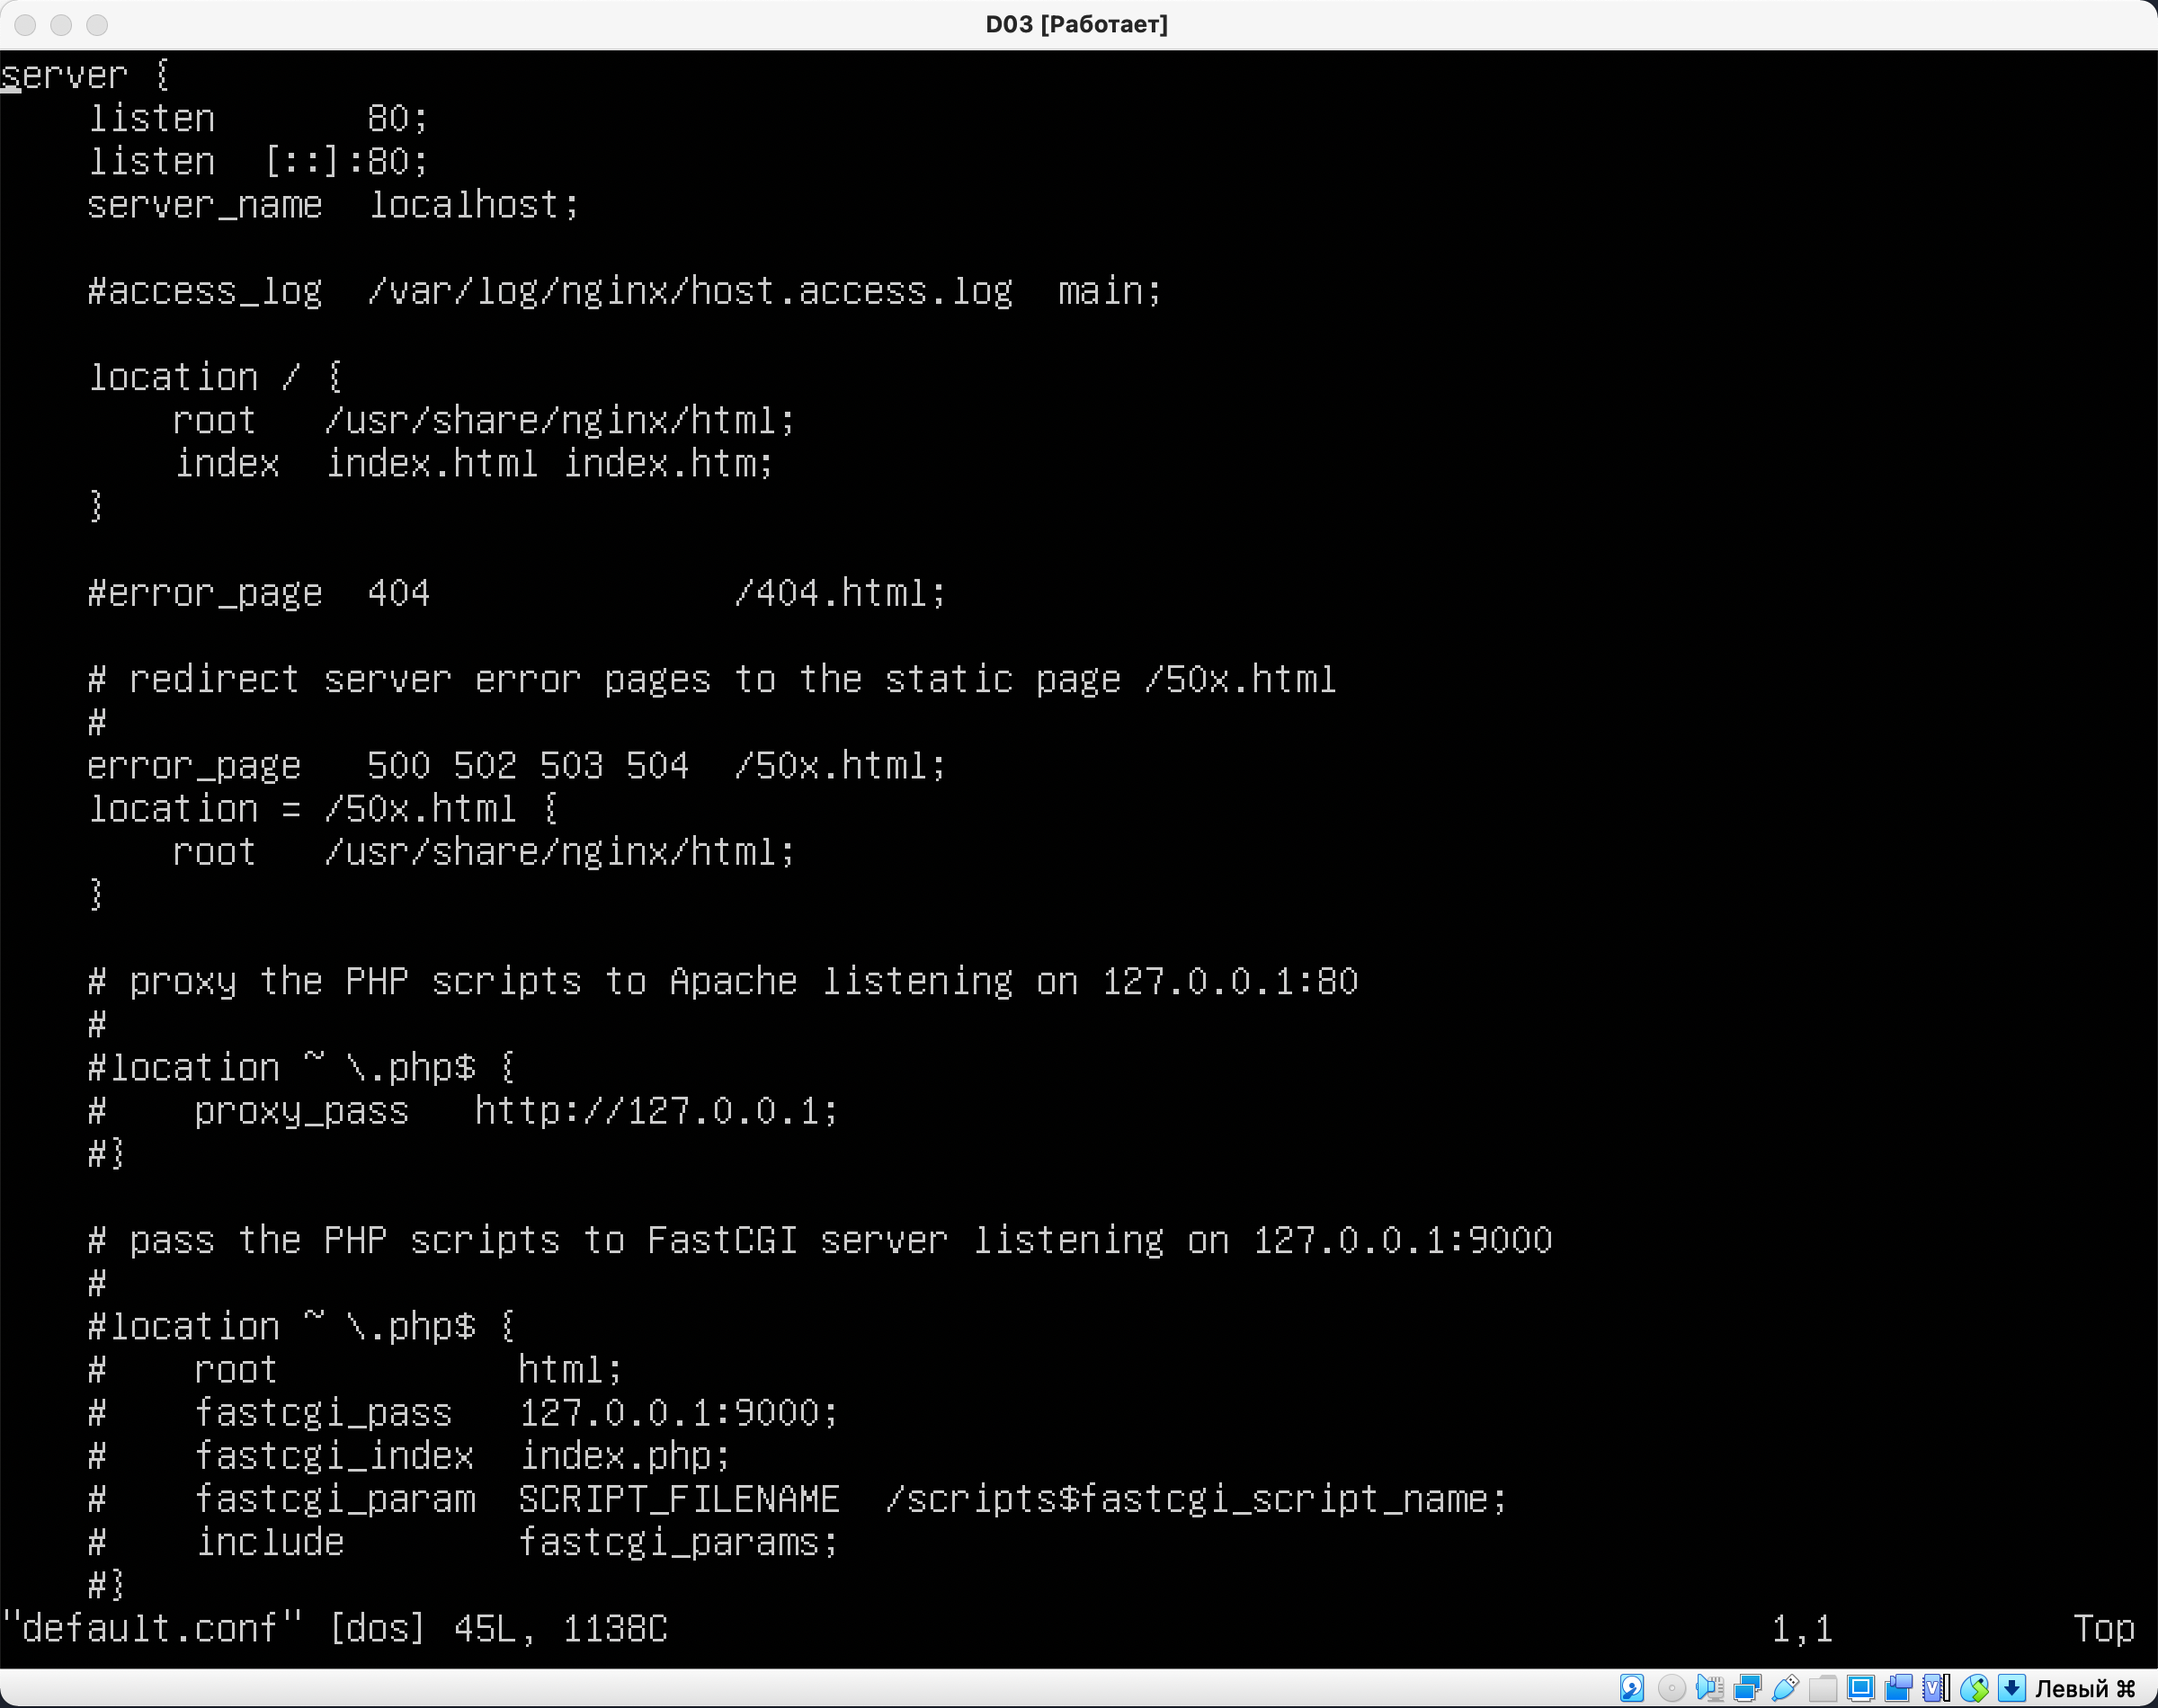 D03 [Работает]
server {
    listen       80;
    listen  [::]:80;
    server_name  localhost;

    #access_log  /var/log/nginx/host.access.log  main;

    location / {
        root   /usr/share/nginx/html;
        index  index.html index.htm;
    }

    #error_page  404              /404.html;

    # redirect server error pages to the static page /50x.html
    #
    error_page   500 502 503 504  /50x.html;
    location = /50x.html {
        root   /usr/share/nginx/html;
    }

    # proxy the PHP scripts to Apache listening on 127.0.0.1:80
    #
    #location ~ \.php$ {
    #    proxy_pass   http://127.0.0.1;
    #}

    # pass the PHP scripts to FastCGI server listening on 127.0.0.1:9000
    #
    #location ~ \.php$ {
    #    root           html;
    #    fastcgi_pass   127.0.0.1:9000;
    #    fastcgi_index  index.php;
    #    fastcgi_param  SCRIPT_FILENAME  /scripts$fastcgi_script_name;
    #    include        fastcgi_params;
    #}
"default.conf" [dos] 45L, 1138C                    1,1           Top
Левый ⌘